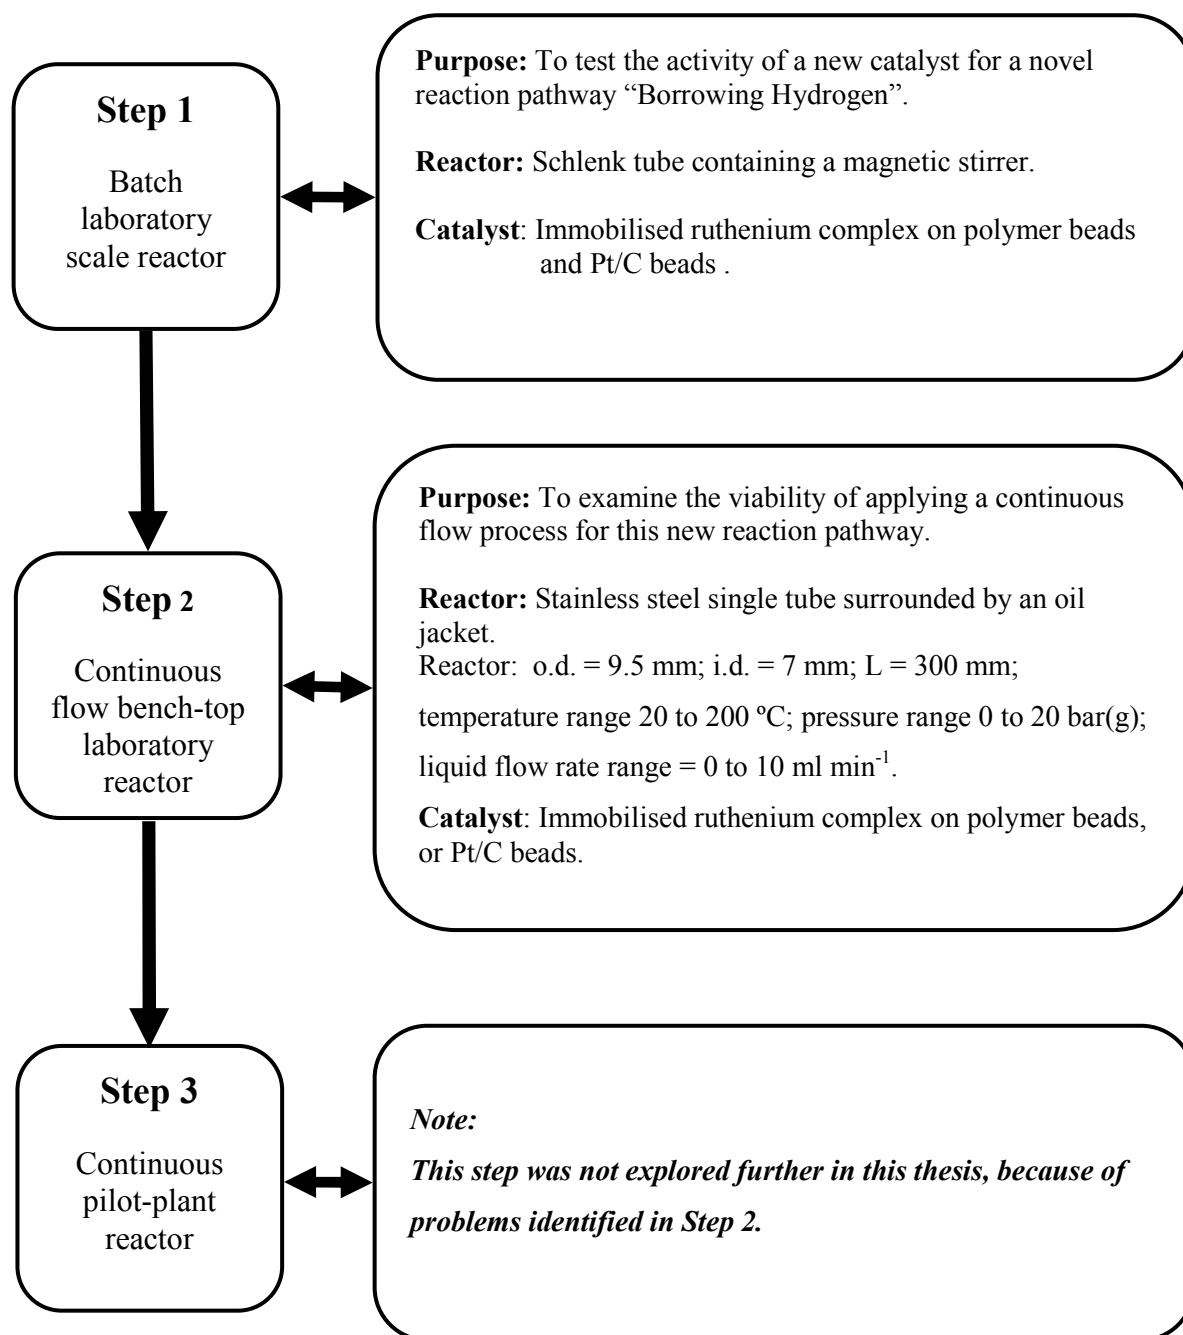 Step 1
Batch
laboratory
scale reactor
Purpose: To test the activity of a new catalyst for a novel
reaction pathway “Borrowing Hydrogen”.
Reactor: Schlenk tube containing a magnetic stirrer.
Catalyst: Immobilised ruthenium complex on polymer beads
and Pt/C beads .
Step 2
Continuous
flow bench-top
laboratory
reactor
Purpose: To examine the viability of applying a continuous
flow process for this new reaction pathway.
Reactor: Stainless steel single tube surrounded by an oil
jacket.
Reactor: o.d. = 9.5 mm; i.d. = 7 mm; L = 300 mm;
temperature range 20 to 200 ºC; pressure range 0 to 20 bar(g);
liquid flow rate range = 0 to 10 ml min⁻¹.
Catalyst: Immobilised ruthenium complex on polymer beads,
or Pt/C beads.
Step 3
Continuous
pilot-plant
reactor
Note:
This step was not explored further in this thesis, because of
problems identified in Step 2.